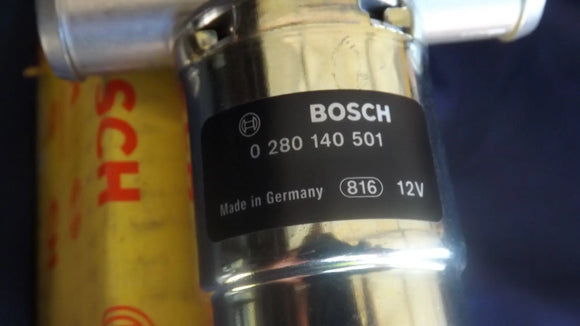 BOSCH
0 280 140 501
Made in Germany 816 12V
SCH